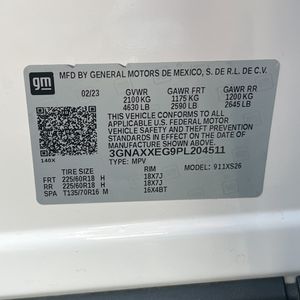 gm
MFD BY GENERAL MOTORS DE MEXICO, S. DE R.L. DE C.V.
02/23 GVWR GAWR FRT GAWR RR
2100 KG 1175 KG 1200 KG
4630 LB 2590 LB 2645 LB
THIS VEHICLE CONFORMS TO ALL
APPLICABLE U.S. FEDERAL MOTOR
VEHICLE SAFETY AND THEFT
PREVENTION STANDARDS IN EFFECT
ON THE DATE OF MANUFACTURE
SHOWN ABOVE.
3GNAXXEG9PL204511
140X TYPE: MPV MODEL: 911XS26
TIRE SIZE RIM
FRT 225/60R18 H 18X7J
RR 225/60R18 H 18X7J
SPA T135/70R16 M 16X4BT